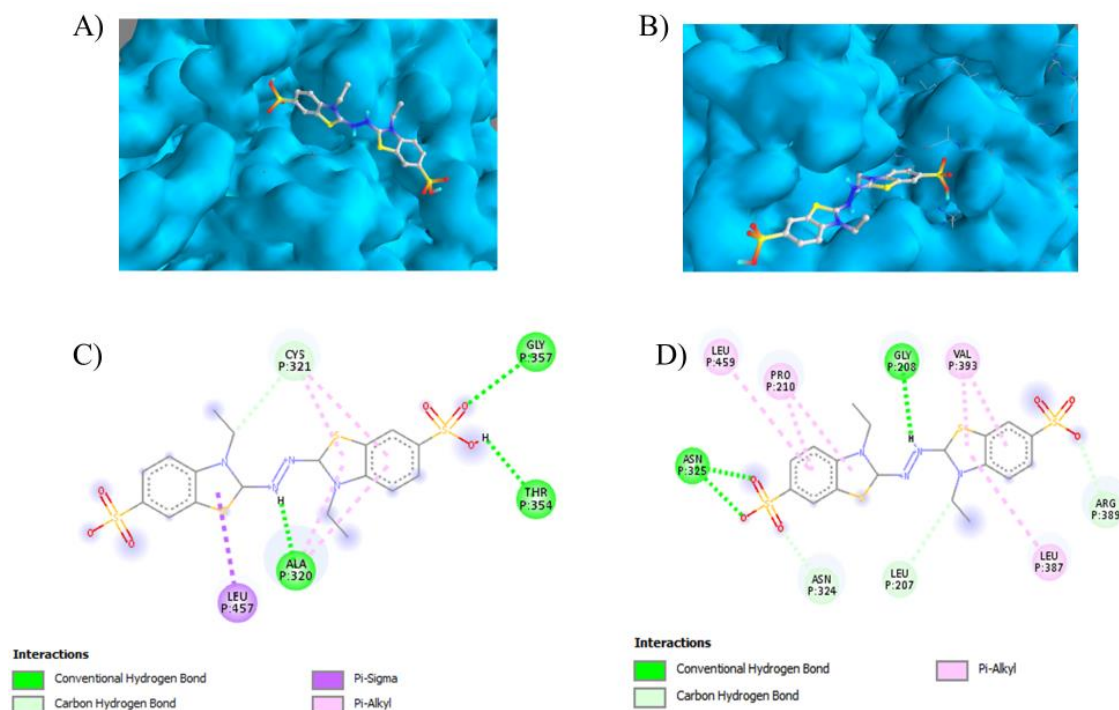 A)
B)
C)
CYS
P:321
GLY
P:357
S
N
N
N
N
S
S
S
O
O
O
O
O
O
H
H
THR
P:354
ALA
P:320
LEU
P:457
Interactions
Conventional Hydrogen Bond
Carbon Hydrogen Bond
Pi-Sigma
Pi-Alkyl
D)
LEU
P:459
PRO
P:210
GLY
P:208
VAL
P:393
ASN
P:325
H
S
S
S
S
N
N
N
N
O
O
O
O
O
O
ARG
P:389
ASN
P:324
LEU
P:207
LEU
P:387
Interactions
Conventional Hydrogen Bond
Carbon Hydrogen Bond
Pi-Alkyl